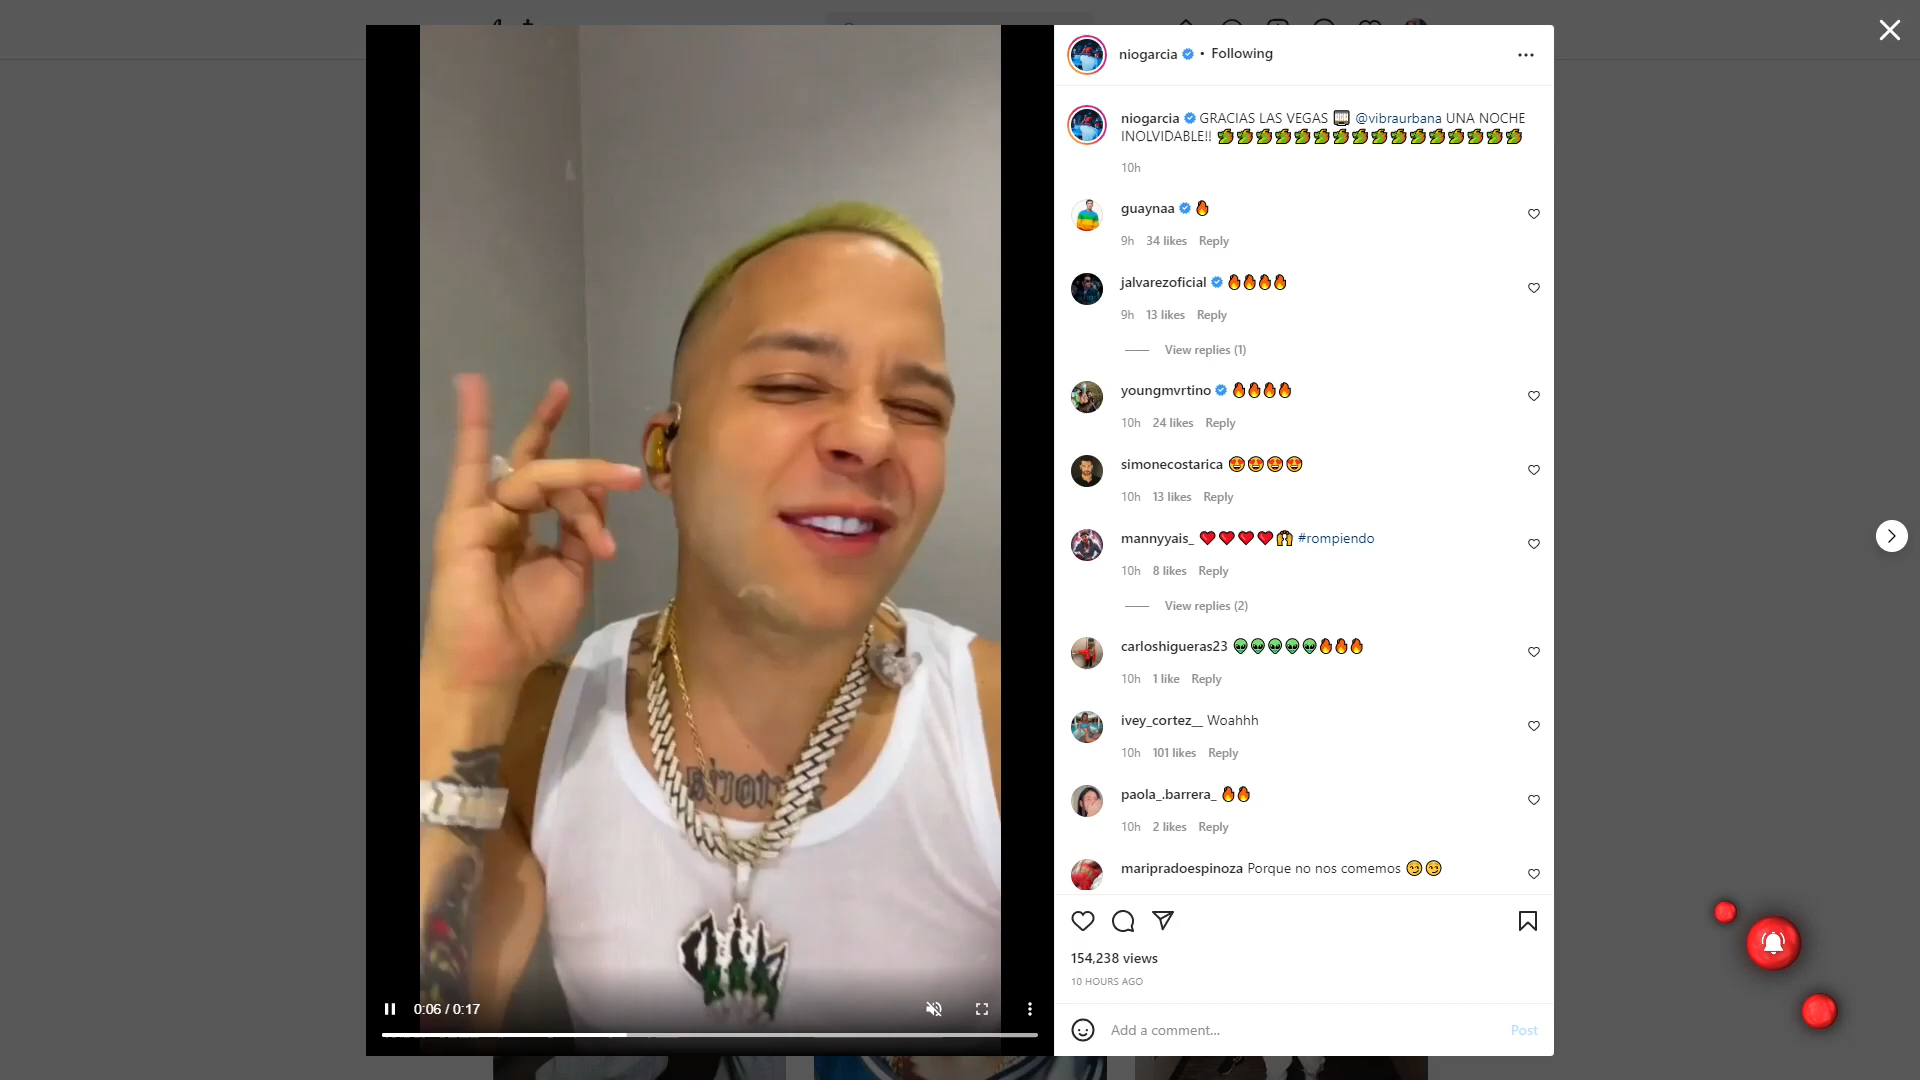 niogarcia • Following
niogarcia GRACIAS LAS VEGAS 🎰 @vibraurbana UNA NOCHE
INOLVIDABLE!! 🐲🐲🐲🐲🐲🐲🐲🐲🐲🐲🐲🐲🐲🐲🐲🐲
10h
guaynaa 🔥
9h 34 likes Reply
jalvarezoficial 🔥🔥🔥🔥
9h 13 likes Reply
View replies (1)
youngmvrtino 🔥🔥🔥🔥
10h 24 likes Reply
simonecostarica 🤩🤩🤩🤩
10h 13 likes Reply
mannyyais_ ❤️❤️❤️❤️🙌 #rompiendo
10h 8 likes Reply
View replies (2)
carloshigueras23 👽👽👽👽👽🔥🔥🔥
10h 1 like Reply
ivey_cortez__ Woahhh
10h 101 likes Reply
paola_.barrera_ 🔥🔥
10h 2 likes Reply
maripradoespinoza Porque no nos comemos 😏😏
154,238 views
10 HOURS AGO
0:06 / 0:17
Add a comment...
Post